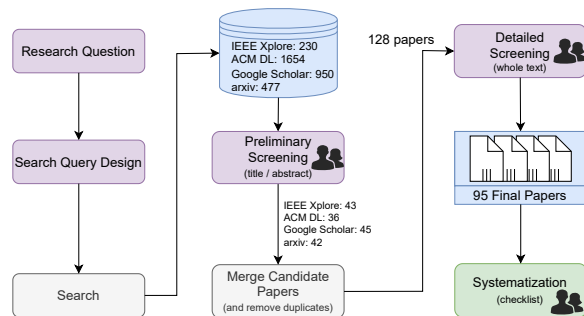 Research Question
Search Query Design
Search
IEEE Xplore: 230
ACM DL: 1654
Google Scholar: 950
arxiv: 477
Preliminary
Screening
(title / abstract)
IEEE Xplore: 43
ACM DL: 36
Google Scholar: 45
arxiv: 42
Merge Candidate
Papers
(and remove duplicates)
128 papers
Detailed
Screening
(whole text)
95 Final Papers
Systematization
(checklist)